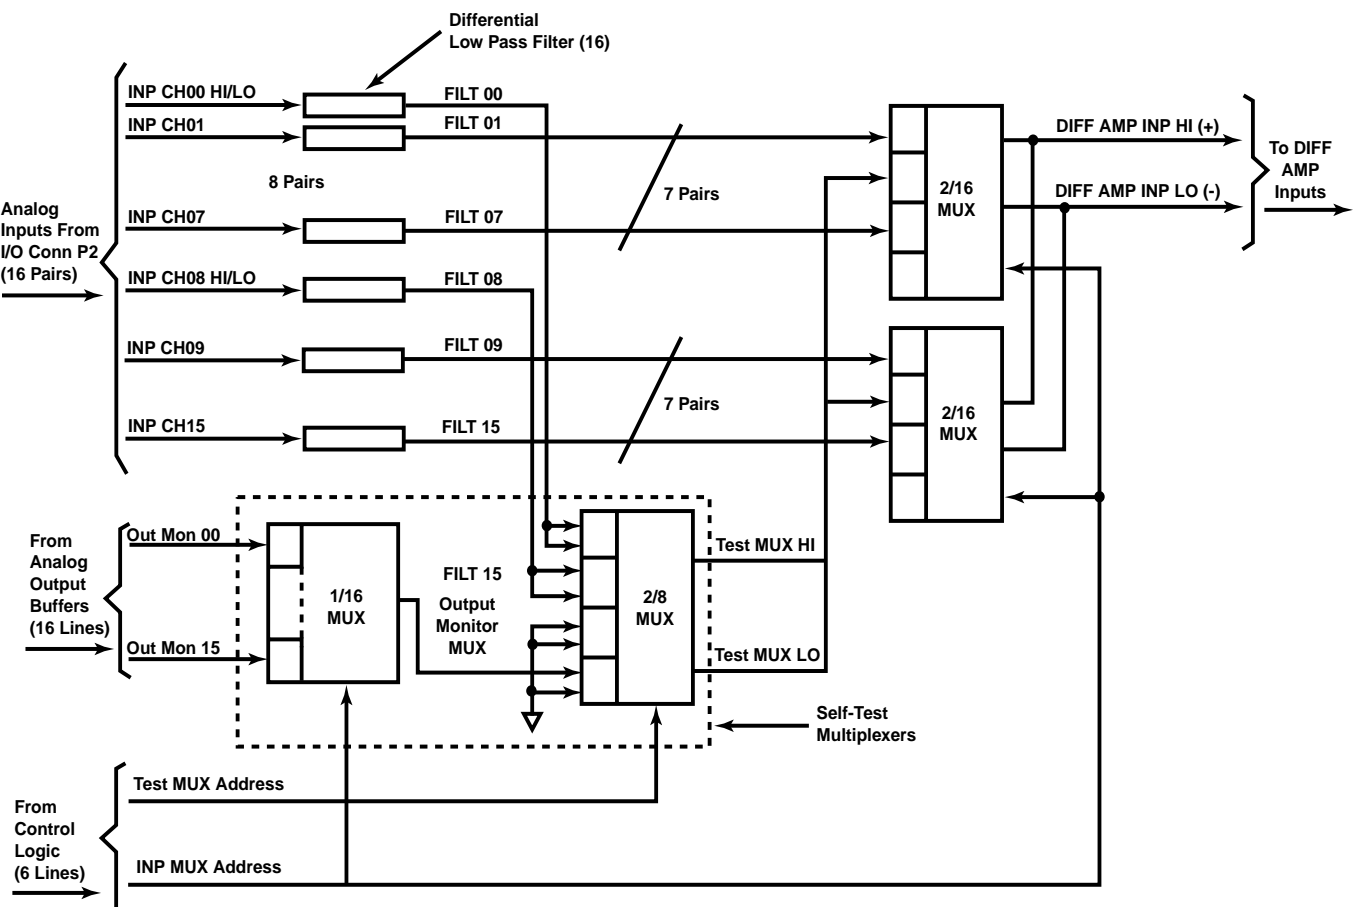 Differential
Low Pass Filter (16)
INP CH00 HI/LO
FILT 00
INP CH01
FILT 01
8 Pairs
7 Pairs
INP CH07
FILT 07
INP CH08 HI/LO
FILT 08
INP CH09
FILT 09
7 Pairs
INP CH15
FILT 15
Analog
Inputs From
I/O Conn P2
(16 Pairs)
2/16
MUX
DIFF AMP INP HI (+)
DIFF AMP INP LO (-)
To DIFF
AMP
Inputs
2/16
MUX
From
Analog
Output
Buffers
(16 Lines)
Out Mon 00
Out Mon 15
1/16
MUX
FILT 15
Output
Monitor
MUX
2/8
MUX
Test MUX HI
Test MUX LO
Self-Test
Multiplexers
From
Control
Logic
(6 Lines)
Test MUX Address
INP MUX Address